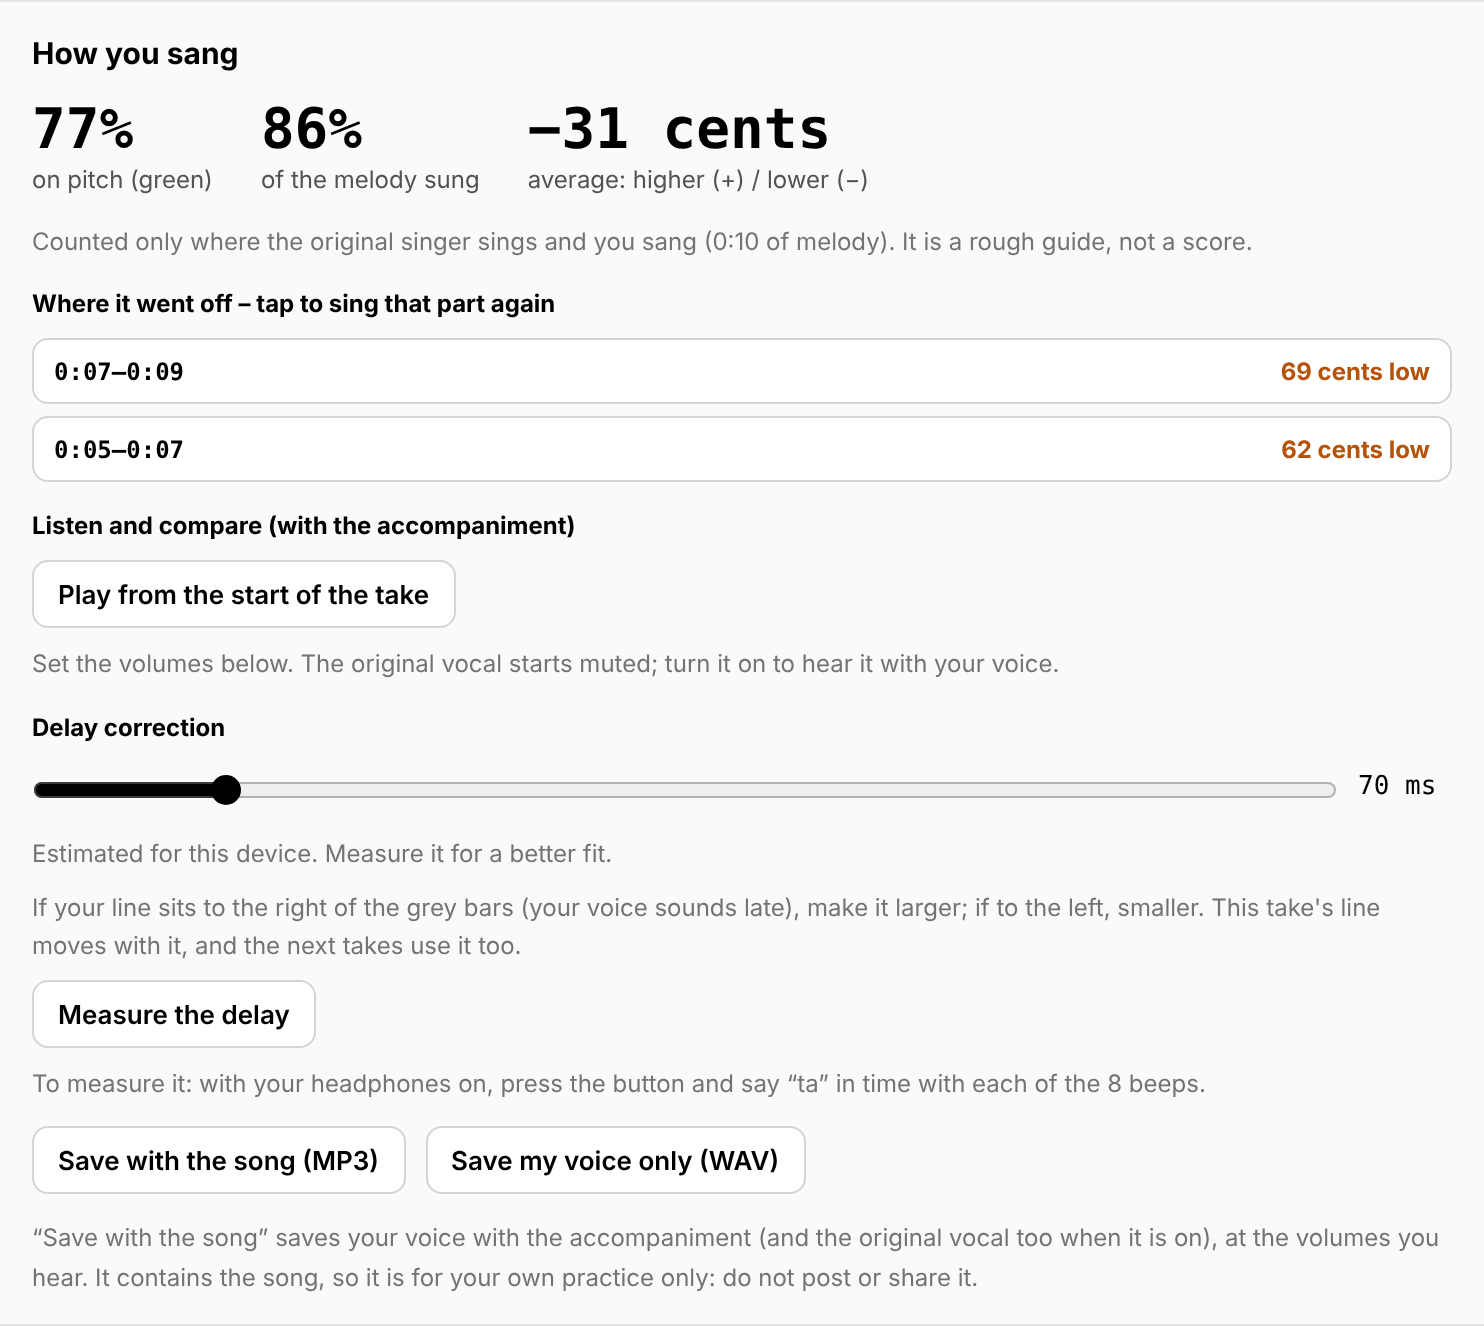 How you sang
77% 86% −31 cents
on pitch (green) of the melody sung average: higher (+) / lower (−)
Counted only where the original singer sings and you sang (0:10 of melody). It is a rough guide, not a score.
Where it went off – tap to sing that part again
0:07–0:09 69 cents low
0:05–0:07 62 cents low
Listen and compare (with the accompaniment)
Play from the start of the take
Set the volumes below. The original vocal starts muted; turn it on to hear it with your voice.
Delay correction
70 ms
Estimated for this device. Measure it for a better fit.
If your line sits to the right of the grey bars (your voice sounds late), make it larger; if to the left, smaller. This take's line
moves with it, and the next takes use it too.
Measure the delay
To measure it: with your headphones on, press the button and say “ta” in time with each of the 8 beeps.
Save with the song (MP3) Save my voice only (WAV)
“Save with the song” saves your voice with the accompaniment (and the original vocal too when it is on), at the volumes you
hear. It contains the song, so it is for your own practice only: do not post or share it.